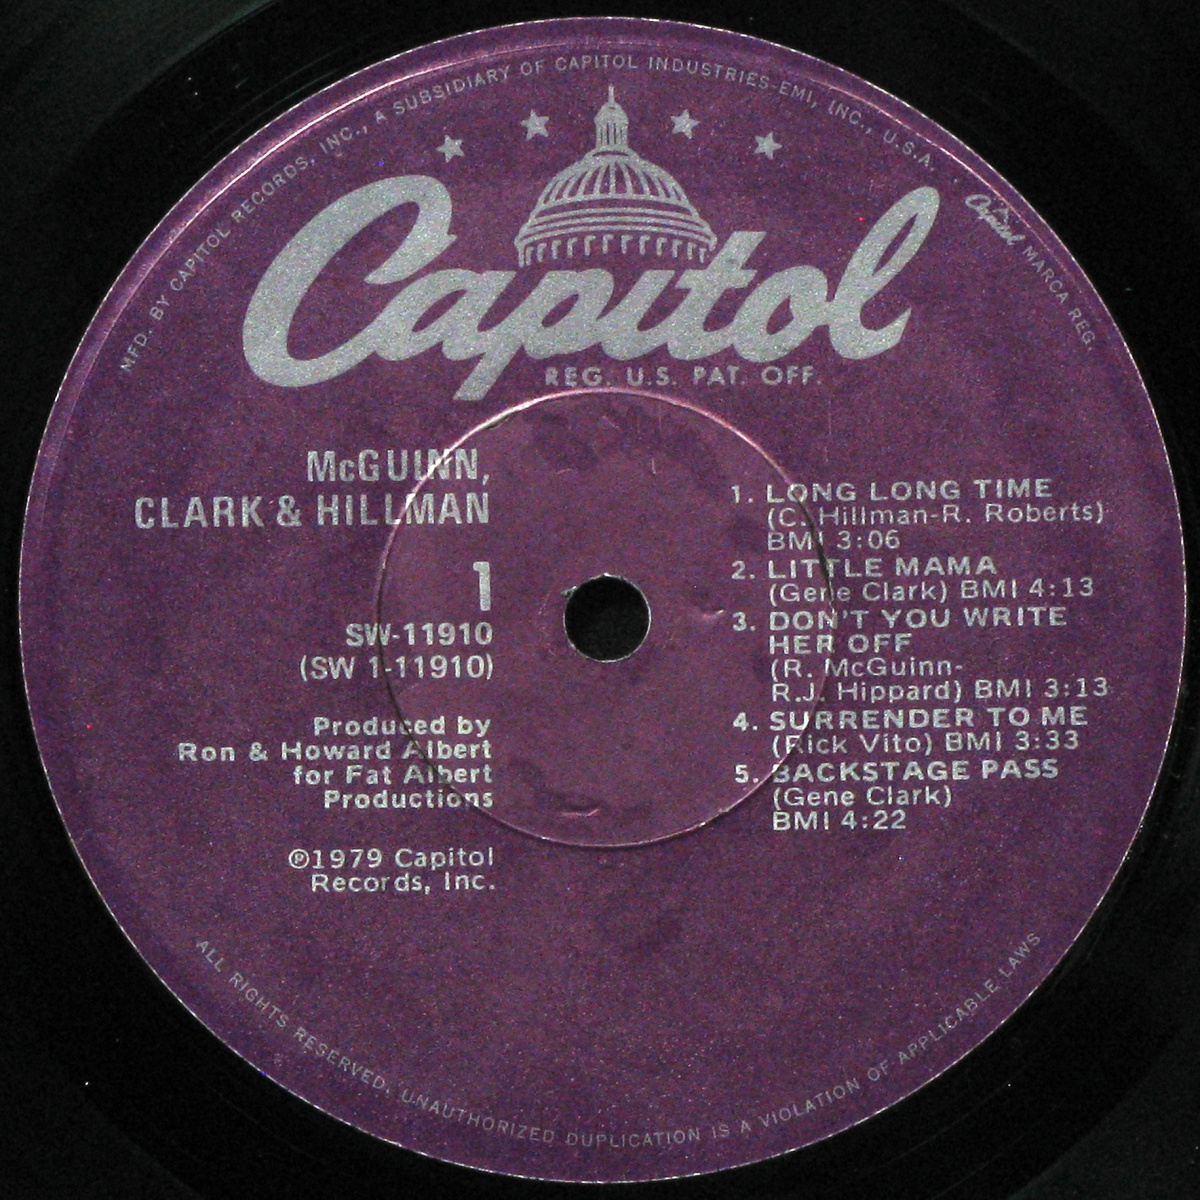 MFD. BY CAPITOL RECORDS, INC., A SUBSIDIARY OF CAPITOL INDUSTRIES-EMI, INC., U.S.A. · Capitol MARCA REG.
Capitol
REG. U.S. PAT. OFF.
McGUINN,
CLARK & HILLMAN
1
SW-11910
(SW 1-11910)
Produced by
Ron & Howard Albert
for Fat Albert
Productions
℗1979 Capitol
Records, Inc.
1. LONG LONG TIME
(C. Hillman-R. Roberts)
BMI 3:06
2. LITTLE MAMA
(Gene Clark) BMI 4:13
3. DON'T YOU WRITE
HER OFF
(R. McGuinn-
R.J. Hippard) BMI 3:13
4. SURRENDER TO ME
(Rick Vito) BMI 3:33
5. BACKSTAGE PASS
(Gene Clark)
BMI 4:22
ALL RIGHTS RESERVED. UNAUTHORIZED DUPLICATION IS A VIOLATION OF APPLICABLE LAWS